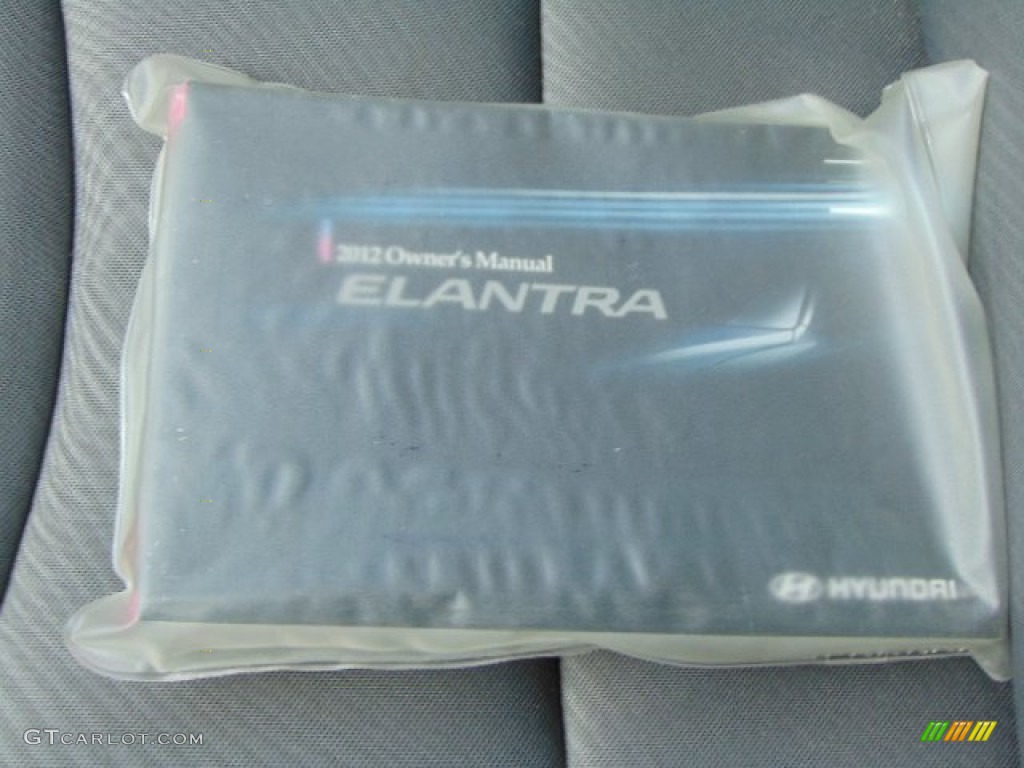 2012 Owner's Manual
ELANTRA
HYUNDAI
GTCARLOT.COM